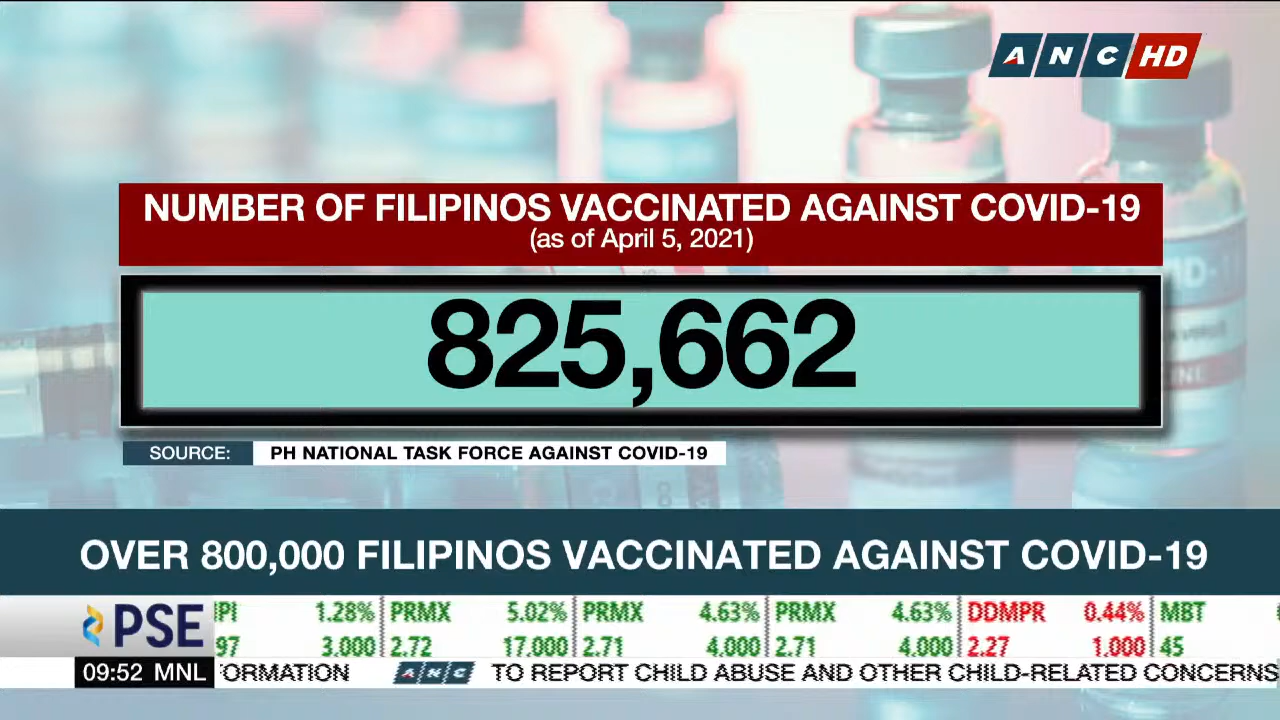 ANC HD
NUMBER OF FILIPINOS VACCINATED AGAINST COVID-19
(as of April 5, 2021)
825,662
SOURCE: PH NATIONAL TASK FORCE AGAINST COVID-19
OVER 800,000 FILIPINOS VACCINATED AGAINST COVID-19
PSE
PI 1.28% PRMX 5.02% PRMX 4.63% PRMX 4.63% DDMPR 0.44% MBT
97 3.000 2.72 17.000 2.71 4.000 2.71 4.000 2.27 1.000 45
09:52 MNL ORMATION ANC TO REPORT CHILD ABUSE AND OTHER CHILD-RELATED CONCERNS